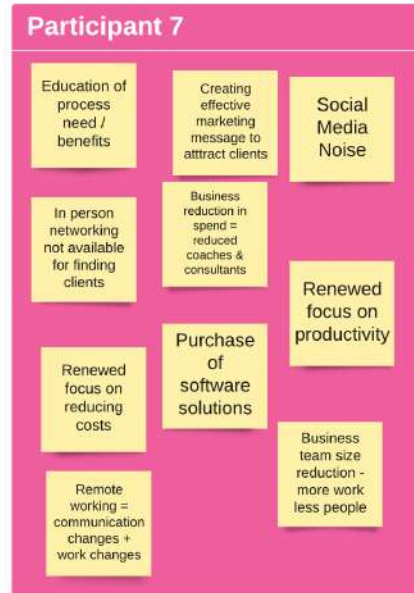 Participant 7
Education of
process
need /
benefits
Creating
effective
marketing
message to
atttract clients
Social
Media
Noise
In person
networking
not available
for finding
clients
Business
reduction in
spend =
reduced
coaches &
consultants
Renewed
focus on
productivity
Purchase
of
software
solutions
Renewed
focus on
reducing
costs
Business
team size
reduction -
more work
less people
Remote
working =
communication
changes +
work changes